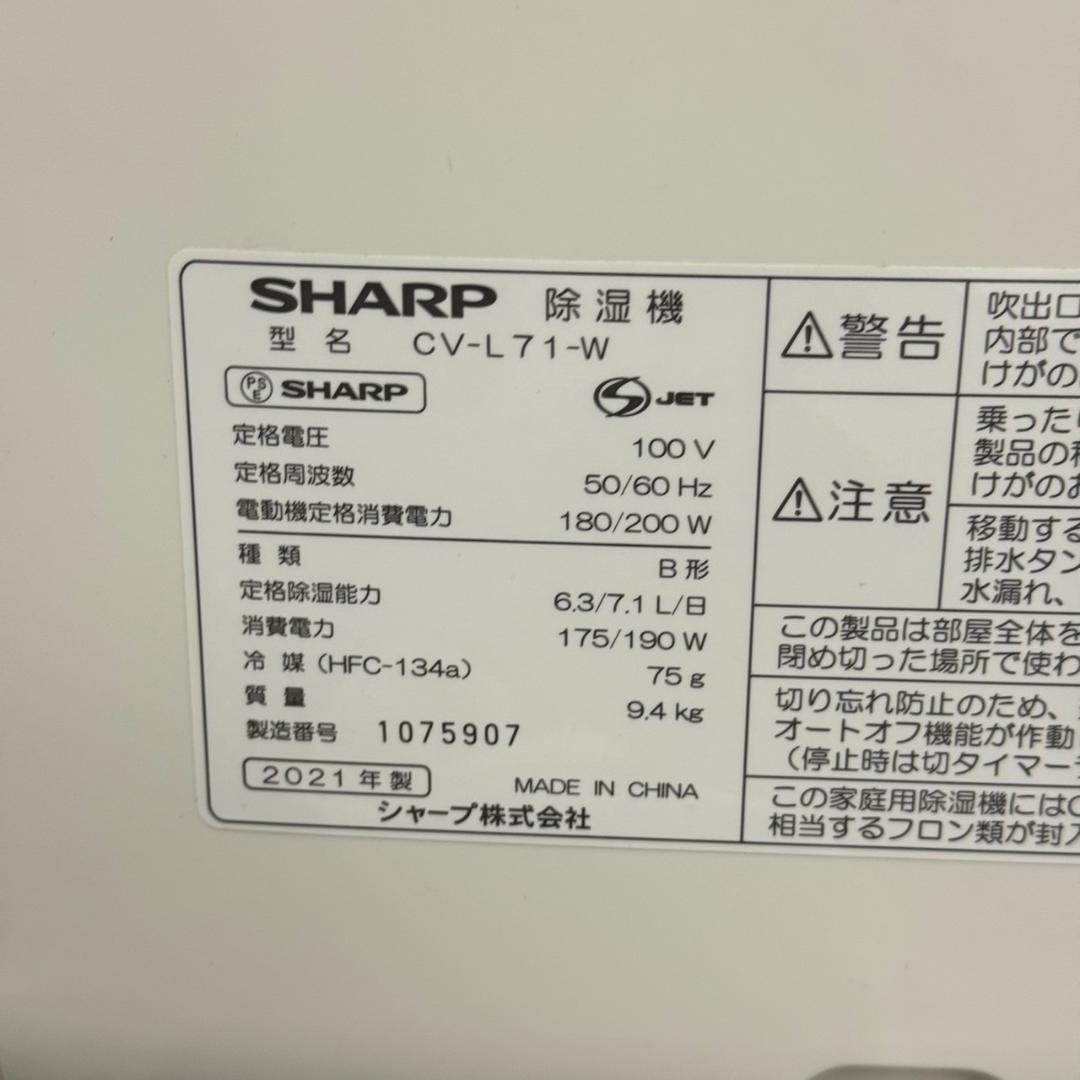 SHARP 除湿機
型名 CV-L71-W
PSE SHARP
S JET
定格電圧 100 V
定格周波数 50/60 Hz
電動機定格消費電力 180/200 W
種類 B形
定格除湿能力 6.3/7.1 L/日
消費電力 175/190 W
冷媒（HFC-134a） 75 g
質量 9.4 kg
製造番号 1075907
2021年製 MADE IN CHINA
シャープ株式会社
⚠警告
吹出口
内部で
けがの
⚠注意
乗った
製品の
けがのお
移動する
排水タン
水漏れ、
この製品は部屋全体を
閉め切った場所で使わ
切り忘れ防止のため、
オートオフ機能が作動
（停止時は切タイマー
この家庭用除湿機には
相当するフロン類が封入